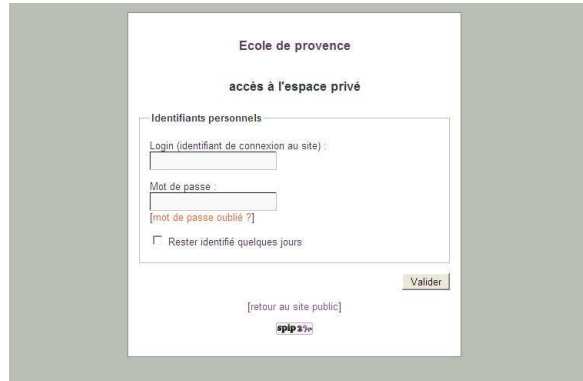 Ecole de provence
accès à l'espace privé
Identifiants personnels
Login (identifiant de connexion au site) :
Mot de passe :
[mot de passe oublié ?]
Rester identifié quelques jours
Valider
[retour au site public]
spip